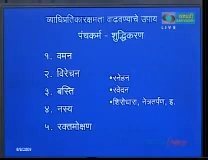 व्याधिप्रतिकारक्षमता वाढवण्याचे उपाय
पंचकर्म - शुद्धिकरण
LIVE
१. वमन
२. विरेचन
३. बस्ति
४. नस्य
५. रक्तमोक्षण
•स्नेहन
•स्वेदन
•शिरोधारा, नेत्रतर्पण, इ.